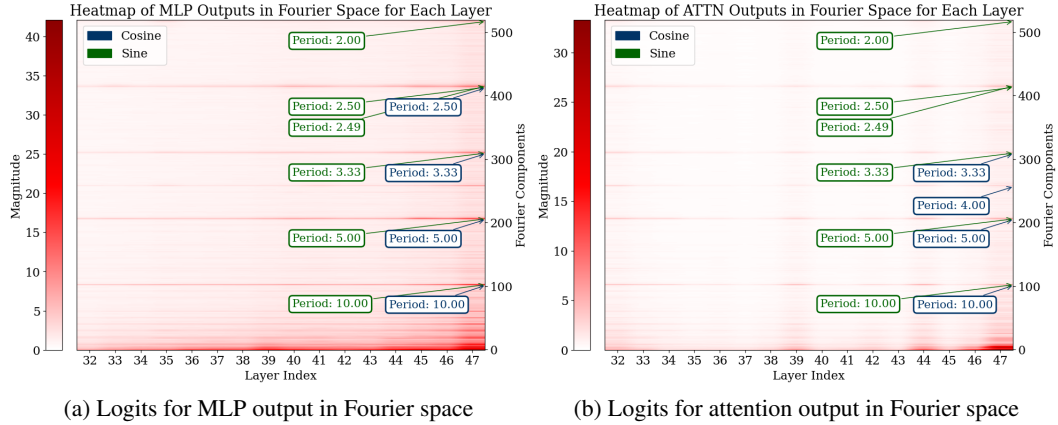 Heatmap of MLP Outputs in Fourier Space for Each Layer
Cosine
Sine
Period: 2.00
Period: 2.50
Period: 2.50
Period: 2.49
Period: 3.33
Period: 3.33
Period: 5.00
Period: 5.00
Period: 10.00
Period: 10.00
40
35
30
25
20
15
10
5
0
Magnitude
500
400
300
200
100
0
Fourier Components
32 33 34 35 36 37 38 39 40 41 42 43 44 45 46 47
Layer Index
(a) Logits for MLP output in Fourier space
Heatmap of ATTN Outputs in Fourier Space for Each Layer
Cosine
Sine
Period: 2.00
Period: 2.50
Period: 2.49
Period: 3.33
Period: 3.33
Period: 4.00
Period: 5.00
Period: 5.00
Period: 10.00
Period: 10.00
30
25
20
15
10
5
0
Magnitude
500
400
300
200
100
0
Fourier Components
32 33 34 35 36 37 38 39 40 41 42 43 44 45 46 47
Layer Index
(b) Logits for attention output in Fourier space